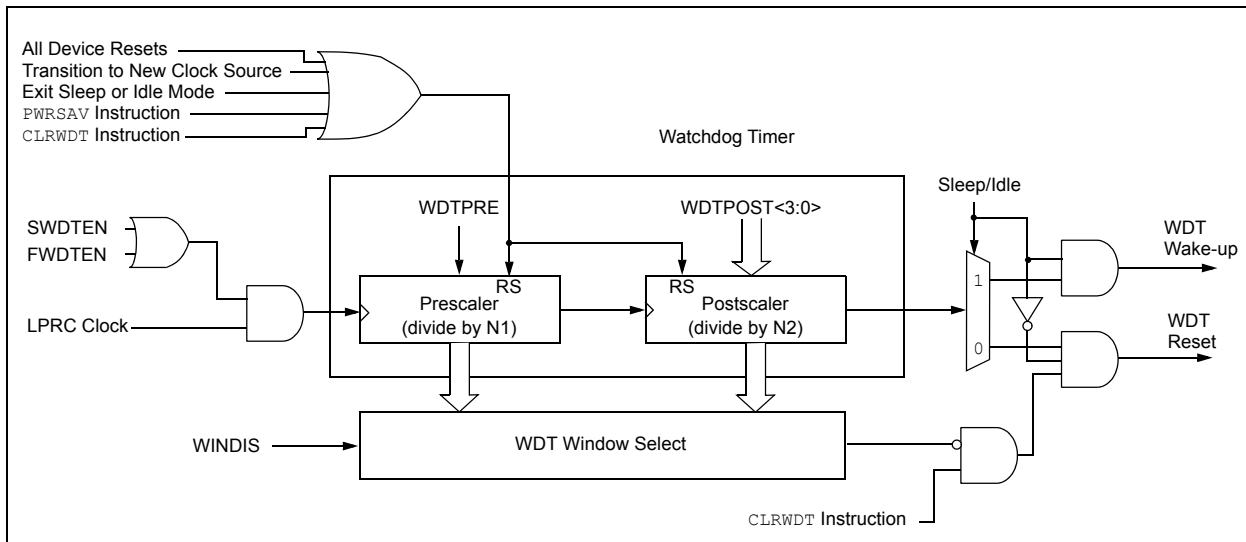 All Device Resets
Transition to New Clock Source
Exit Sleep or Idle Mode
PWRSAV Instruction
CLRWDT Instruction
Watchdog Timer
Sleep/Idle
WDTPRE
WDTPOST<3:0>
SWDTEN
FWDTEN
WDT
Wake-up
RS
RS
1
Prescaler
(divide by N1)
Postscaler
(divide by N2)
LPRC Clock
WDT
Reset
0
WINDIS
WDT Window Select
CLRWDT Instruction